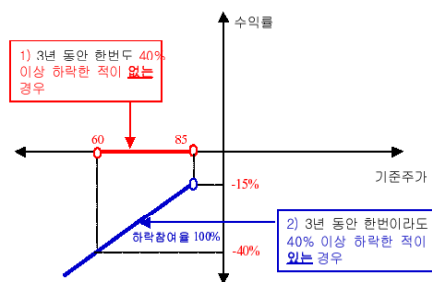 수익률
1) 3년 동안 한번도 40%
이상 하락한 적이 없는
경우
60
85
기준주가
-15%
하락참여율 100%
-40%
2) 3년 동안 한번이라도
40% 이상 하락한 적이
있는 경우